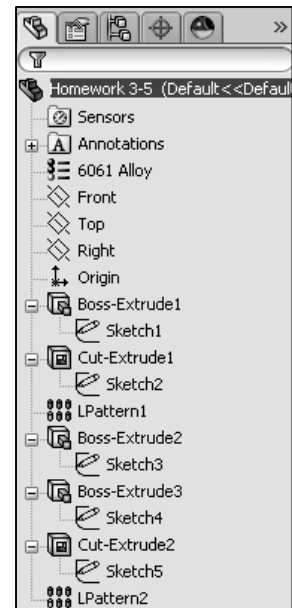 Homework 3-5 (Default<<Defaul
Sensors
A Annotations
6061 Alloy
Front
Top
Right
Origin
Boss-Extrude1
Sketch1
Cut-Extrude1
Sketch2
LPattern1
Boss-Extrude2
Sketch3
Boss-Extrude3
Sketch4
Cut-Extrude2
Sketch5
LPattern2